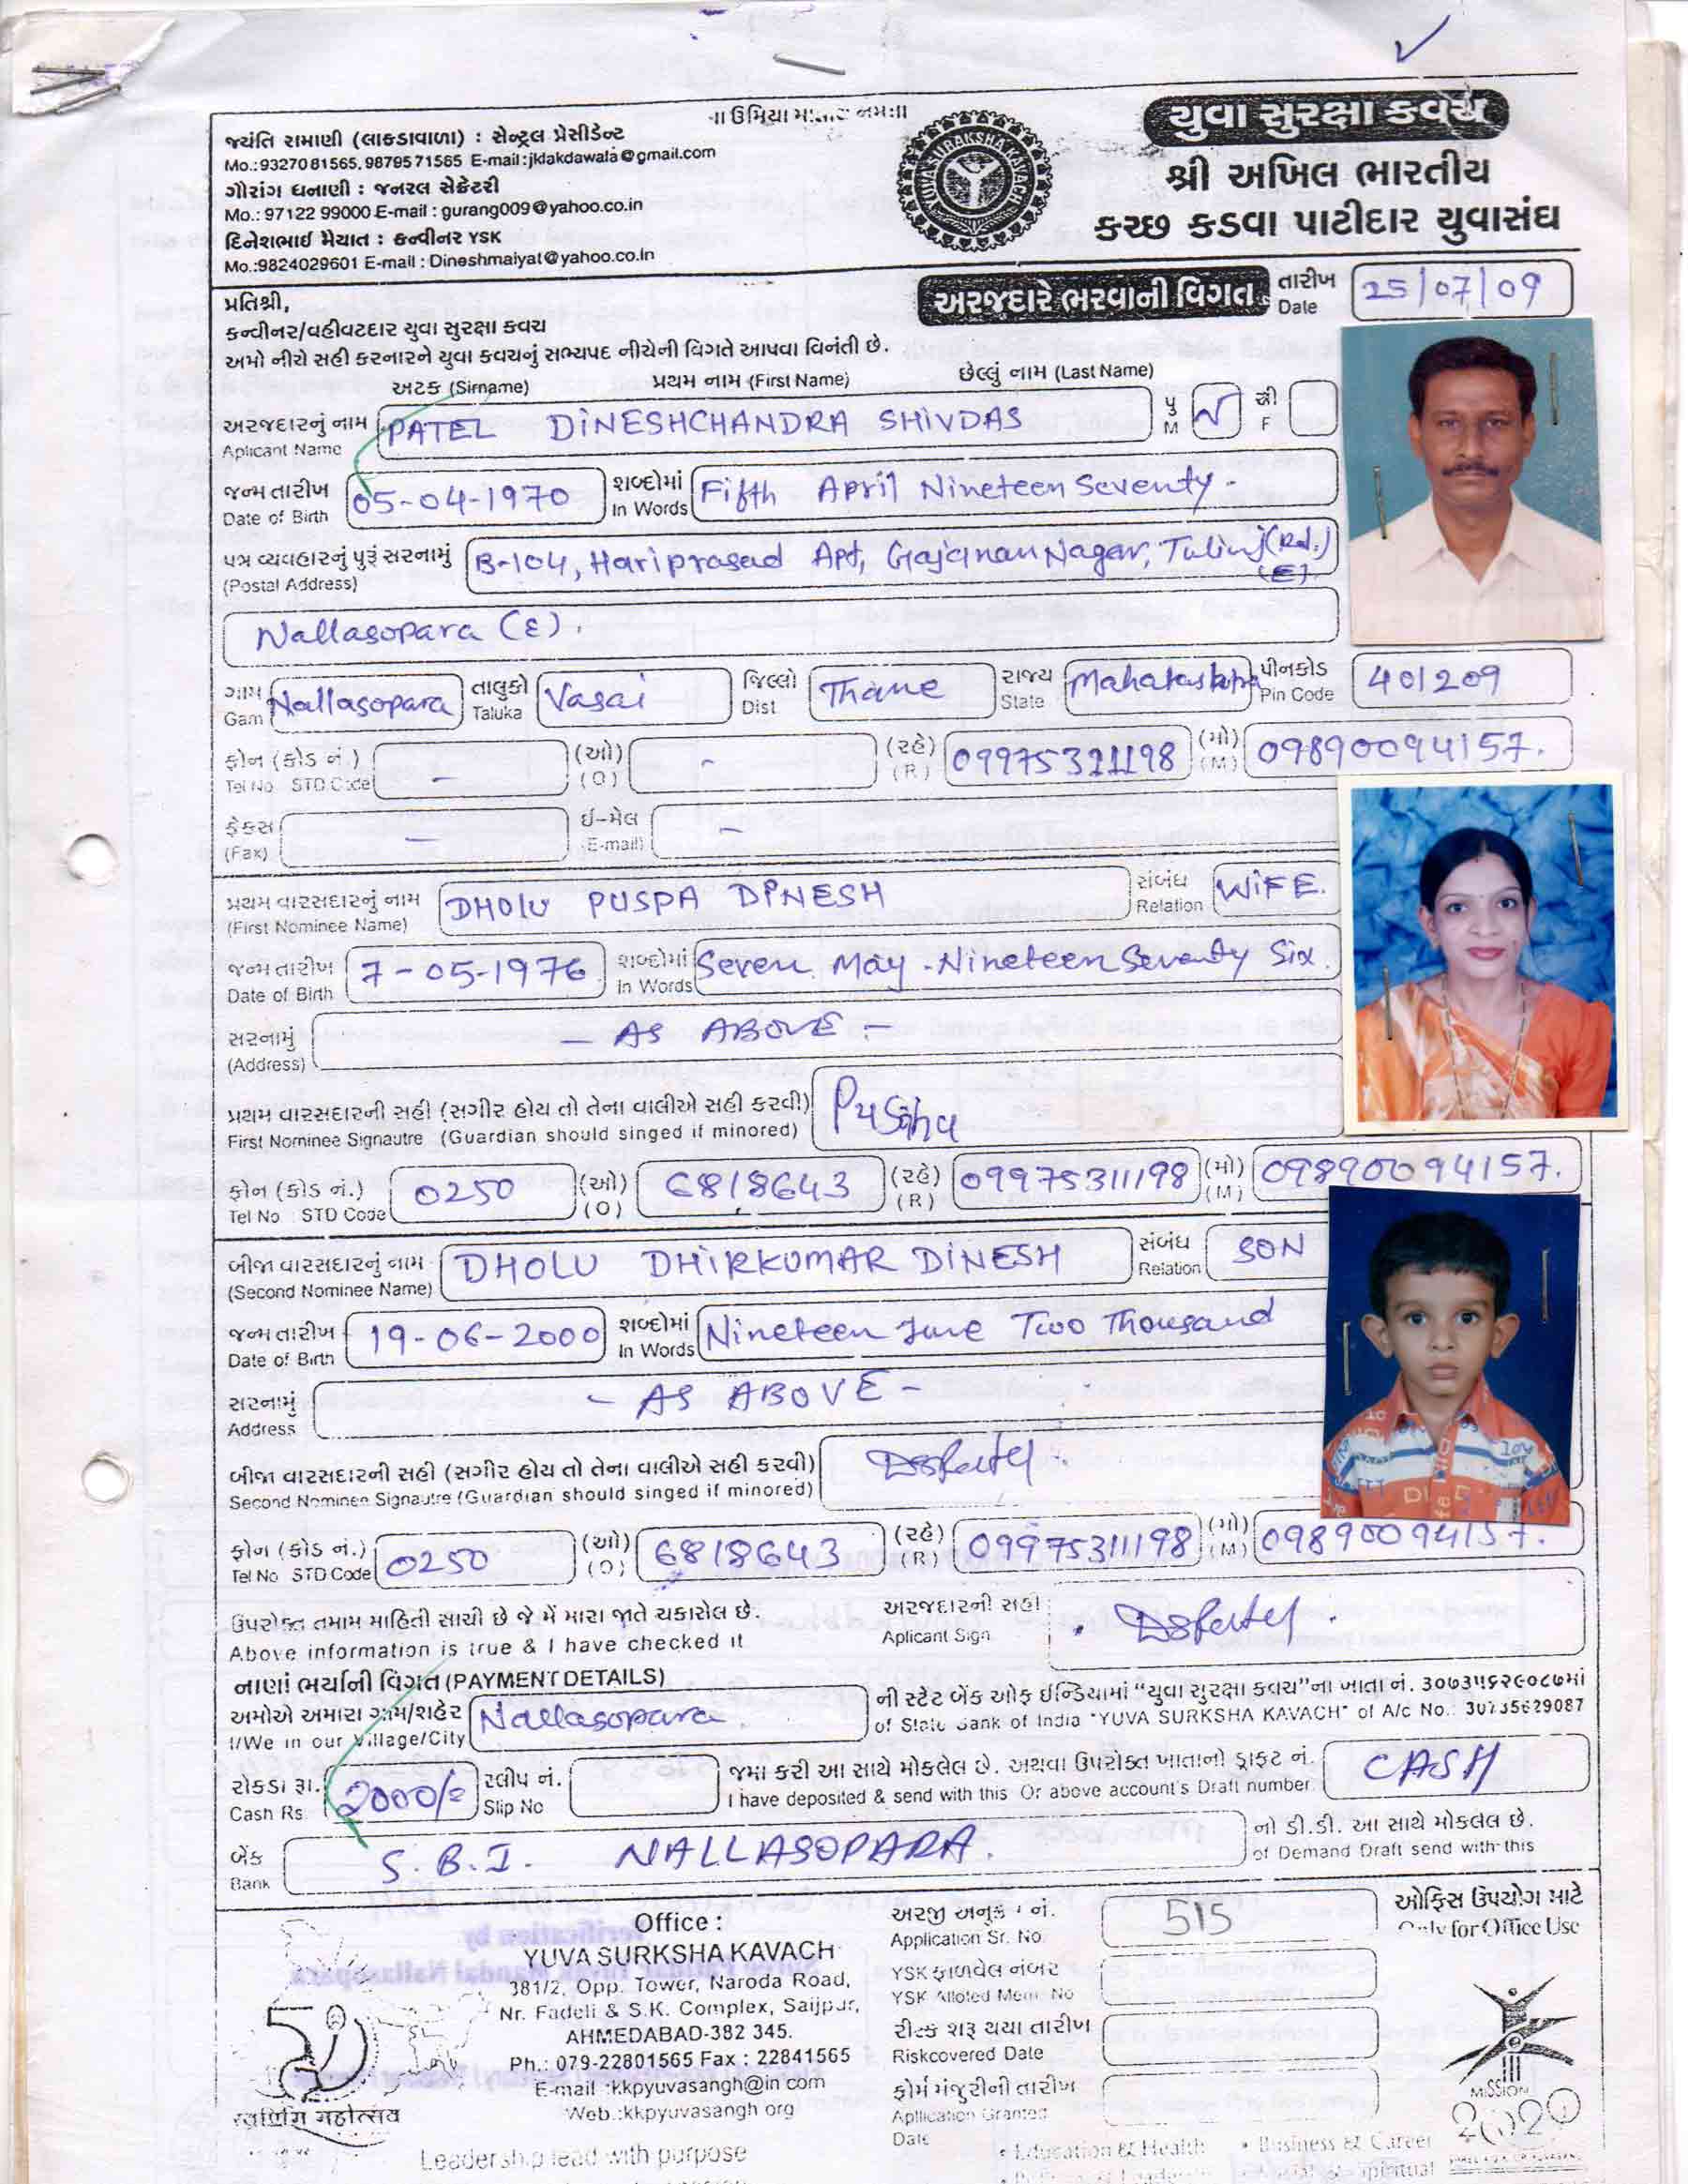 જયંતિ રામાણી (લાકડાવાળા) : સેન્ટ્રલ પ્રેસીડેન્ટ
Mo.:9327081565, 9879571565 E-mail:jklakdawala@gmail.com
ગૌરાંગ ધનાણી : જનરલ સેક્રેટરી
Mo.: 97122 99000 E-mail : gurang009@yahoo.co.in
દિનેશભાઈ મૈયાત : કન્વીનર YSK
Mo.:9824029601 E-mail : Dineshmaiyat@yahoo.co.in
YUVA SURAKSHA KAVACH
યુવા સુરક્ષા કવચ
શ્રી અખિલ ભારતીય
કચ્છ કડવા પાટીદાર યુવાસંઘ
અરજદારે ભરવાની વિગત
તારીખ Date 25/07/09
પ્રતિશ્રી,
કન્વીનર/વહીવટદાર યુવા સુરક્ષા કવચ
અમો નીચે સહી કરનારને યુવા કવચનું સભ્યપદ નીચેની વિગતે આપવા વિનંતી છે.
અટક (Sirname) પ્રથમ નામ (First Name) છેલ્લું નામ (Last Name)
અરજદારનું નામ Aplicant Name PATEL DINESHCHANDRA SHIVDAS પુ M સ્રી F
જન્મ તારીખ Date of Birth 05-04-1970 શબ્દોમાં In Words Fifth April Nineteen Seventy -
પત્ર વ્યવહારનું પુરૂં સરનામું (Postal Address) B-104, Hariprasad Apt, Gajanan Nagar, Tulinj (Rd.) (E)
Nallasopara (E).
ગામ Gam Nallasopara તાલુકો Taluka Vasai જિલ્લો Dist Thane રાજ્ય State પીનકોડ Pin Code 401209
ફોન (કોડ નં.) Tel No STD Code - (ઓ) (O) - (રહે) (R) (મો) (M) 09890094157.
ફેક્સ (Fax) - ઈ-મેલ (E-mail) -
પ્રથમ વારસદારનું નામ (First Nominee Name) DHOLU PUSPA DINESH સંબંધ Relation WIFE.
જન્મ તારીખ Date of Birth 7-05-1976 શબ્દોમાં In Words Seven May - Nineteen Seventy Six
સરનામું (Address) - AS ABOVE -
પ્રથમ વારસદારની સહી (સગીર હોય તો તેના વાલીએ સહી કરવી)
First Nominee Signautre (Guardian should singed if minored)
ફોન (કોડ નં.) Tel No STD Code 0250 (ઓ) (O) 6818643 (રહે) (R) 09975311198 (મો) (M) 09890094157.
બીજા વારસદારનું નામ (Second Nominee Name) DHOLU DHIRKUMAR DINESH સંબંધ Relation SON
જન્મ તારીખ Date of Birth 19-06-2000 શબ્દોમાં In Words Nineteen June Two Thousand
સરનામું Address - AS ABOVE -
બીજા વારસદારની સહી (સગીર હોય તો તેના વાલીએ સહી કરવી)
Second Nominee Signautre (Guardian should singed if minored)
ફોન (કોડ નં.) Tel No STD Code 0250 (ઓ) (O) 6818643 (રહે) (R) 09975311198 (મો) (M) 09890094157.
ઉપરોક્ત તમામ માહિતી સાચી છે જે મેં મારા જાતે ચકાસેલ છે. અરજદારની સહી
Above information is true & I have checked it Aplicant Sign
નાણાં ભર્યાની વિગત (PAYMENT DETAILS)
અમોએ અમારા ગામ/શહેર I/We in our Village/City Nallasopara
ની સ્ટેટ બેંક ઓફ ઈન્ડિયામાં "યુવા સુરક્ષા કવચ"ના ખાતા નં. ૩૦૭૩૫૬૨૯૦૮૭માં
of State Bank of India "YUVA SURKSHA KAVACH" of A/c No.: 30735629087
રોકડા રૂા. Cash Rs 2000/= સ્લીપ નં. Slip No
જમા કરી આ સાથે મોકલેલ છે. અથવા ઉપરોક્ત ખાતાનો ડ્રાફ્ટ નં. CASH
I have deposited & send with this Or above account's Draft number
બેંક Bank S.B.I. NALLASOPARA.
નો ડી.ડી. આ સાથે મોકલેલ છે.
of Demand Draft send with this
Office :
YUVA SURKSHA KAVACH
381/2, Opp. Tower, Naroda Road,
Nr. Fadeli & S.K. Complex, Saijpur,
AHMEDABAD-382 345.
Ph.: 079-22801565 Fax : 22841565
E-mail :kkpyuvasangh@in com
Web.:kkpyuvasangh org
અરજી નં. Application Sr. No. 515
YSK ફાળવેલ નંબર
YSK Alloted Mem No
રીસ્ક શરૂ થયા તારીખ
Riskcovered Date
ફોર્મ મંજુરીની તારીખ
Apllication Granted Date
ઓફિસ ઉપયોગ માટે
Only for Office Use
MISSION
2020
Leadership lead with purpose
• Education & Health • Business & Career